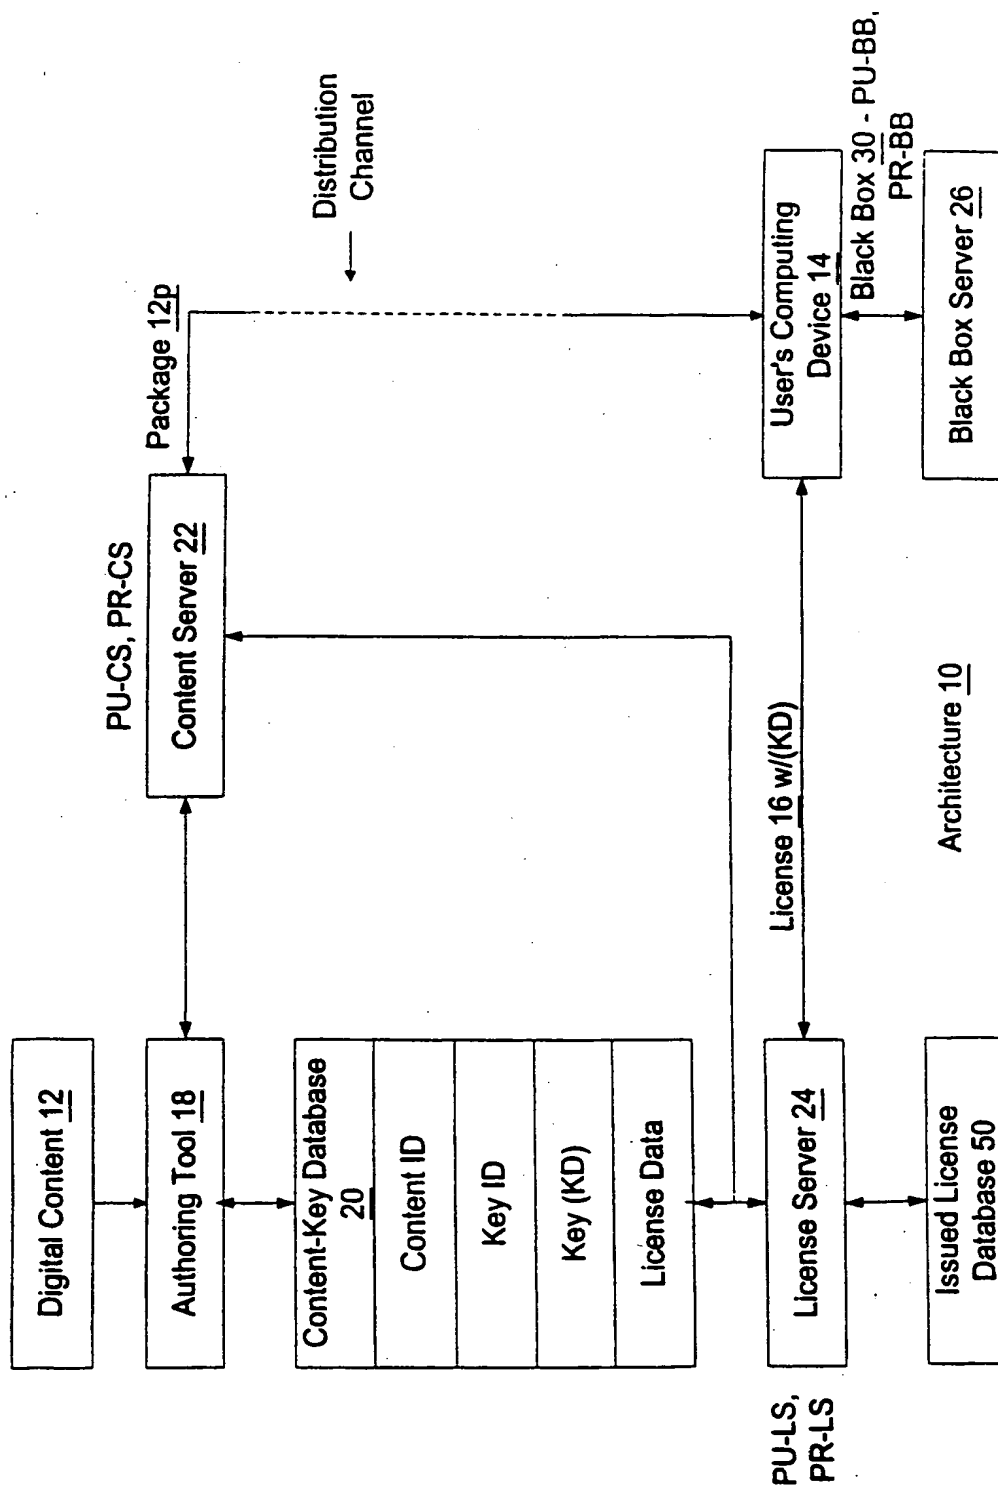 Digital Content 12
Authoring Tool 18
Content-Key Database
20
Content ID
Key ID
Key (KD)
License Data
PU-LS,
PR-LS
License Server 24
Issued License
Database 50
PU-CS, PR-CS
Content Server 22
Package 12p
Distribution
Channel
License 16 w/(KD)
User's Computing
Device 14
Black Box 30 - PU-BB,
PR-BB
Black Box Server 26
Architecture 10